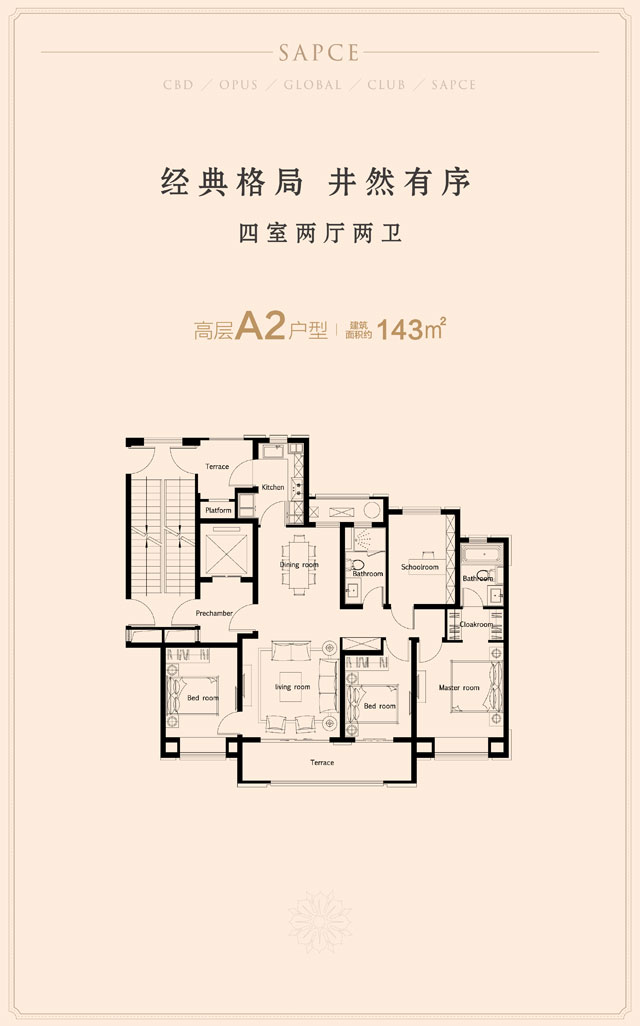 SAPCE
CBD / OPUS / GLOBAL / CLUB / SAPCE
经典格局 井然有序
四室两厅两卫
高层A2户型 | 建筑面积约 143㎡
Terrace
Kitchen
Platform
Dining room
Bathroom
Schoolroom
Bathroom
Prechamber
Cloakroom
Bed room
living room
Bed room
Master room
Terrace